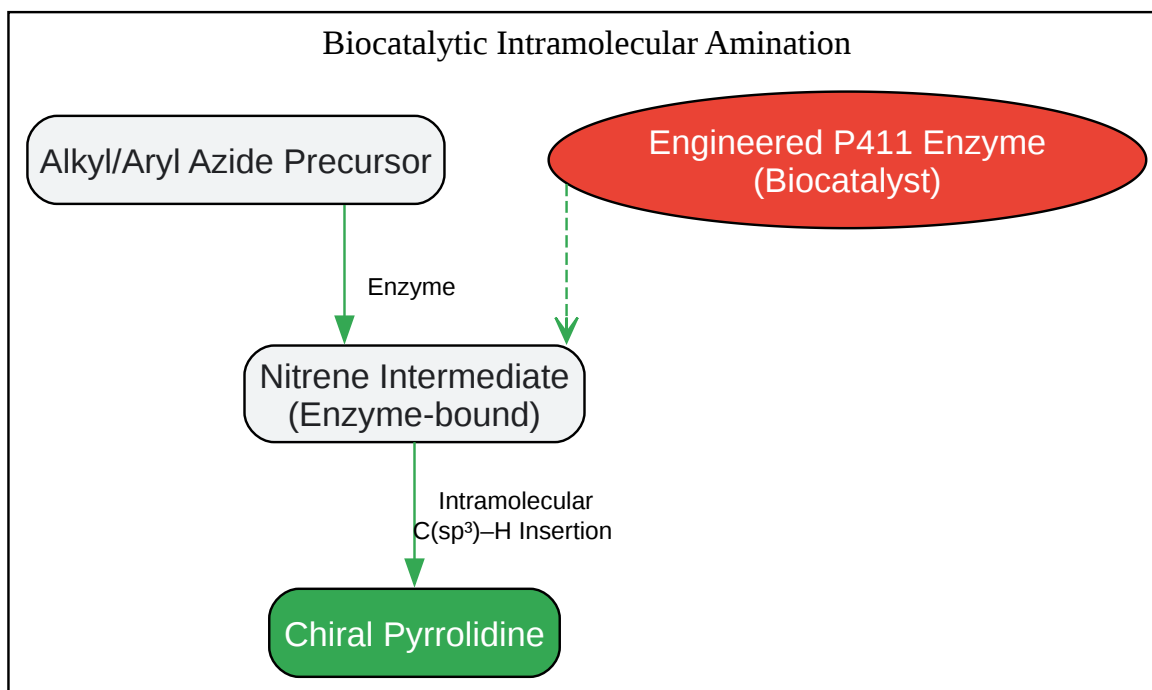 Biocatalytic Intramolecular Amination
Alkyl/Aryl Azide Precursor
Engineered P411 Enzyme
(Biocatalyst)
Enzyme
Nitrene Intermediate
(Enzyme-bound)
Intramolecular
C(sp³)–H Insertion
Chiral Pyrrolidine